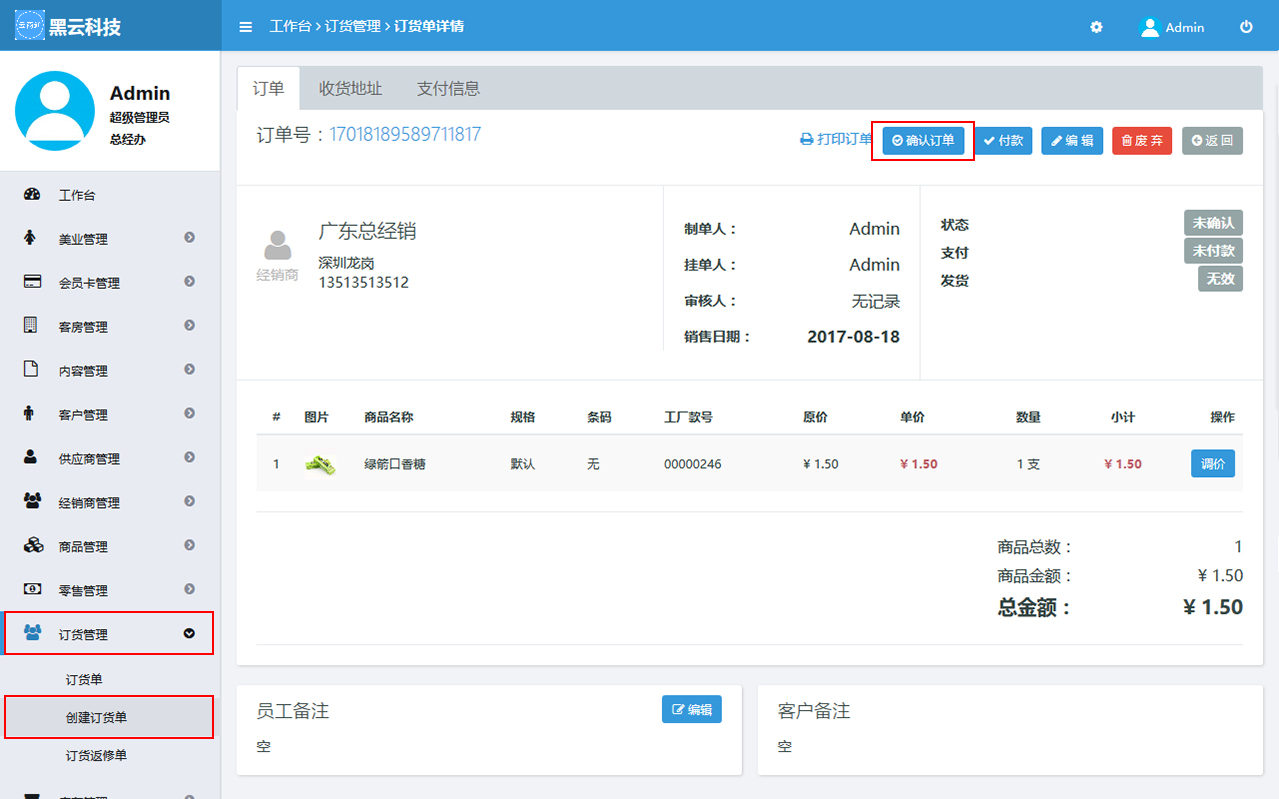 黑云科技
工作台 › 订货管理 › 订货单详情
Admin
Admin
超级管理员
总经办
工作台
美业管理
会员卡管理
客房管理
内容管理
客户管理
供应商管理
经销商管理
商品管理
零售管理
订货管理
订货单
创建订货单
订货返修单
订单 收货地址 支付信息
订单号：17018189589711817
打印订单 确认订单 付款 编 辑 废 弃 返 回
经销商
广东总经销
深圳龙岗
13513513512
制单人： Admin
挂单人： Admin
审核人： 无记录
销售日期： 2017-08-18
状态 未确认
支付 未付款
发货 无效
# 图片 商品名称 规格 条码 工厂款号 原价 单价 数量 小计 操作
1 绿箭口香糖 默认 无 00000246 ¥ 1.50 ¥ 1.50 1 支 ¥ 1.50 调价
商品总数： 1
商品金额： ¥ 1.50
总金额： ¥ 1.50
员工备注 编辑
空
客户备注
空